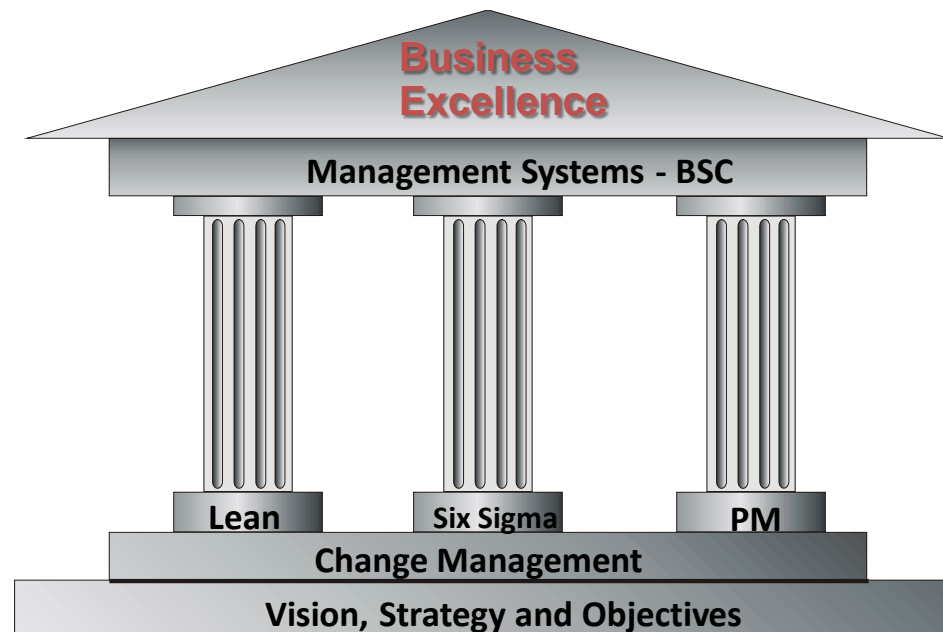 Business
Excellence
Management Systems - BSC
Lean
Six Sigma
PM
Change Management
Vision, Strategy and Objectives